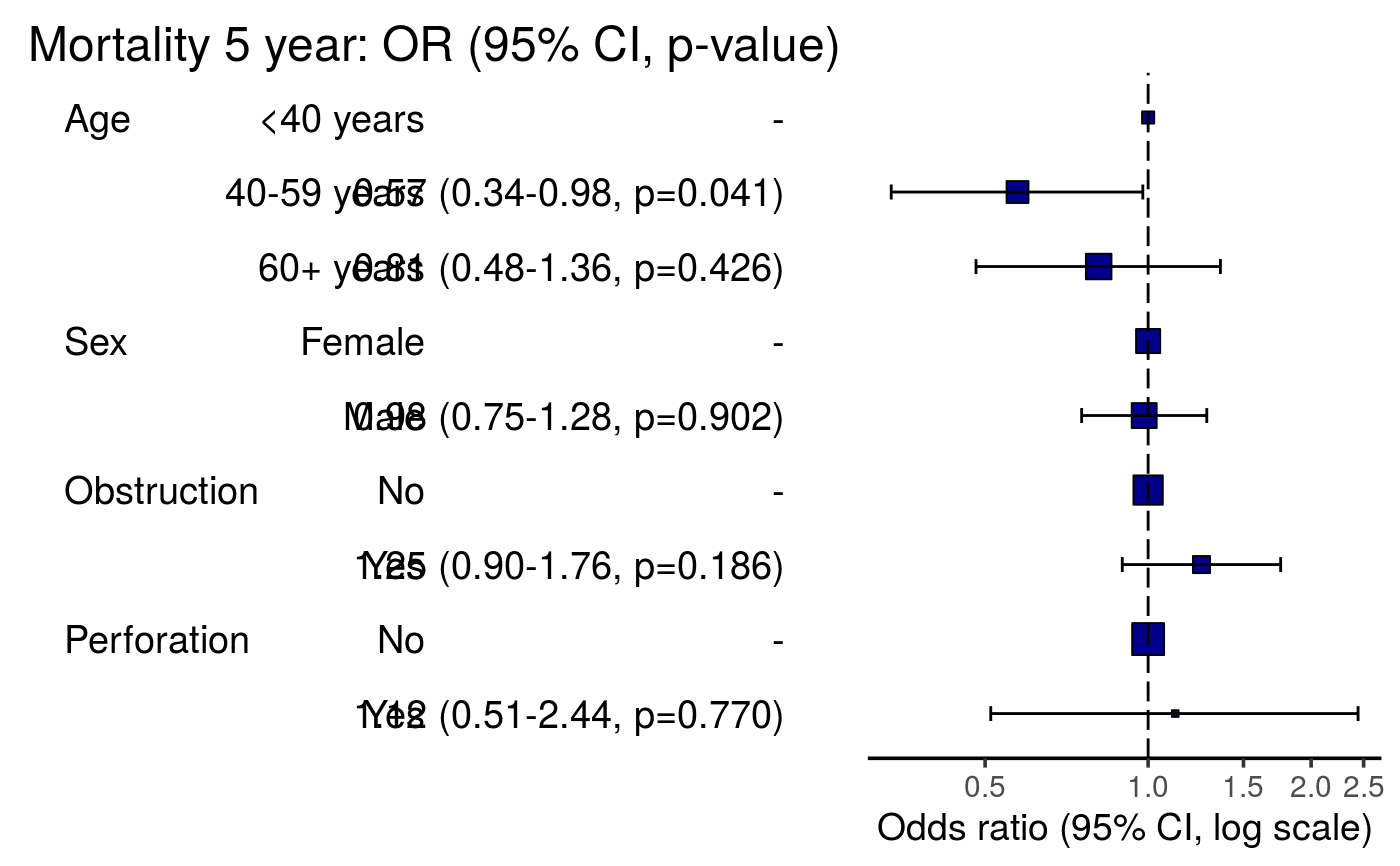 Mortality 5 year: OR (95% CI, p-value)
Age <40 years -
40-59 years 0.57 (0.34-0.98, p=0.041)
60+ years 0.81 (0.48-1.36, p=0.426)
Sex Female -
Male 0.98 (0.75-1.28, p=0.902)
Obstruction No -
Yes 1.25 (0.90-1.76, p=0.186)
Perforation No -
Yes 1.12 (0.51-2.44, p=0.770)
0.5 1.0 1.5 2.0 2.5
Odds ratio (95% CI, log scale)